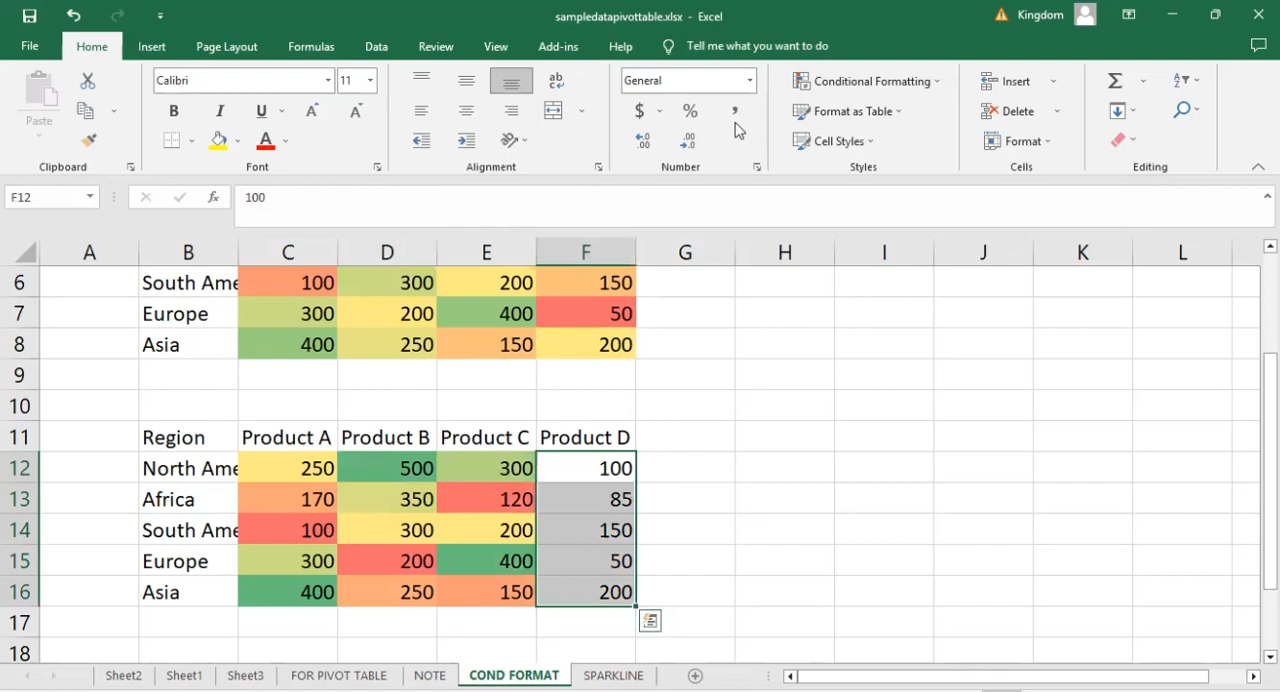 sampledatapivottable.xlsx - Excel
Kingdom
File Home Insert Page Layout Formulas Data Review View Add-ins Help Tell me what you want to do
Calibri 11 ab General Conditional Formatting Insert
Paste B I U A A $ % , Format as Table Delete
A Cell Styles Format
Clipboard Font Alignment Number Styles Cells Editing
F12 fx 100
A B C D E F G H I J K L
6 South Ame 100 300 200 150
7 Europe 300 200 400 50
8 Asia 400 250 150 200
9
10
11 Region Product A Product B Product C Product D
12 North Ame 250 500 300 100
13 Africa 170 350 120 85
14 South Ame 100 300 200 150
15 Europe 300 200 400 50
16 Asia 400 250 150 200
17
18
Sheet2 Sheet1 Sheet3 FOR PIVOT TABLE NOTE COND FORMAT SPARKLINE